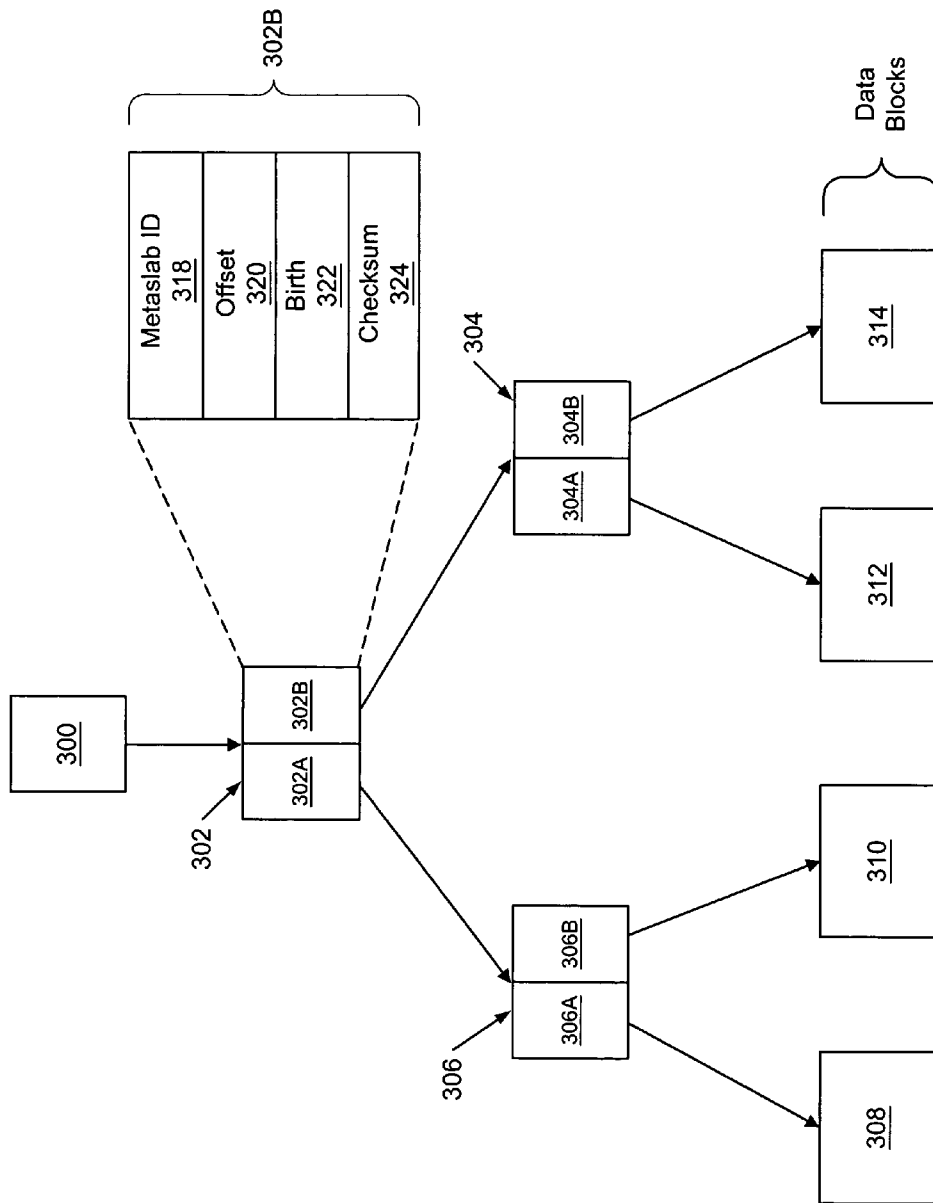 300
302
302A
302B
Metaslab ID
318
Offset
320
Birth
322
Checksum
324
302B
306
306A
306B
304
304A
304B
308
310
312
314
Data
Blocks